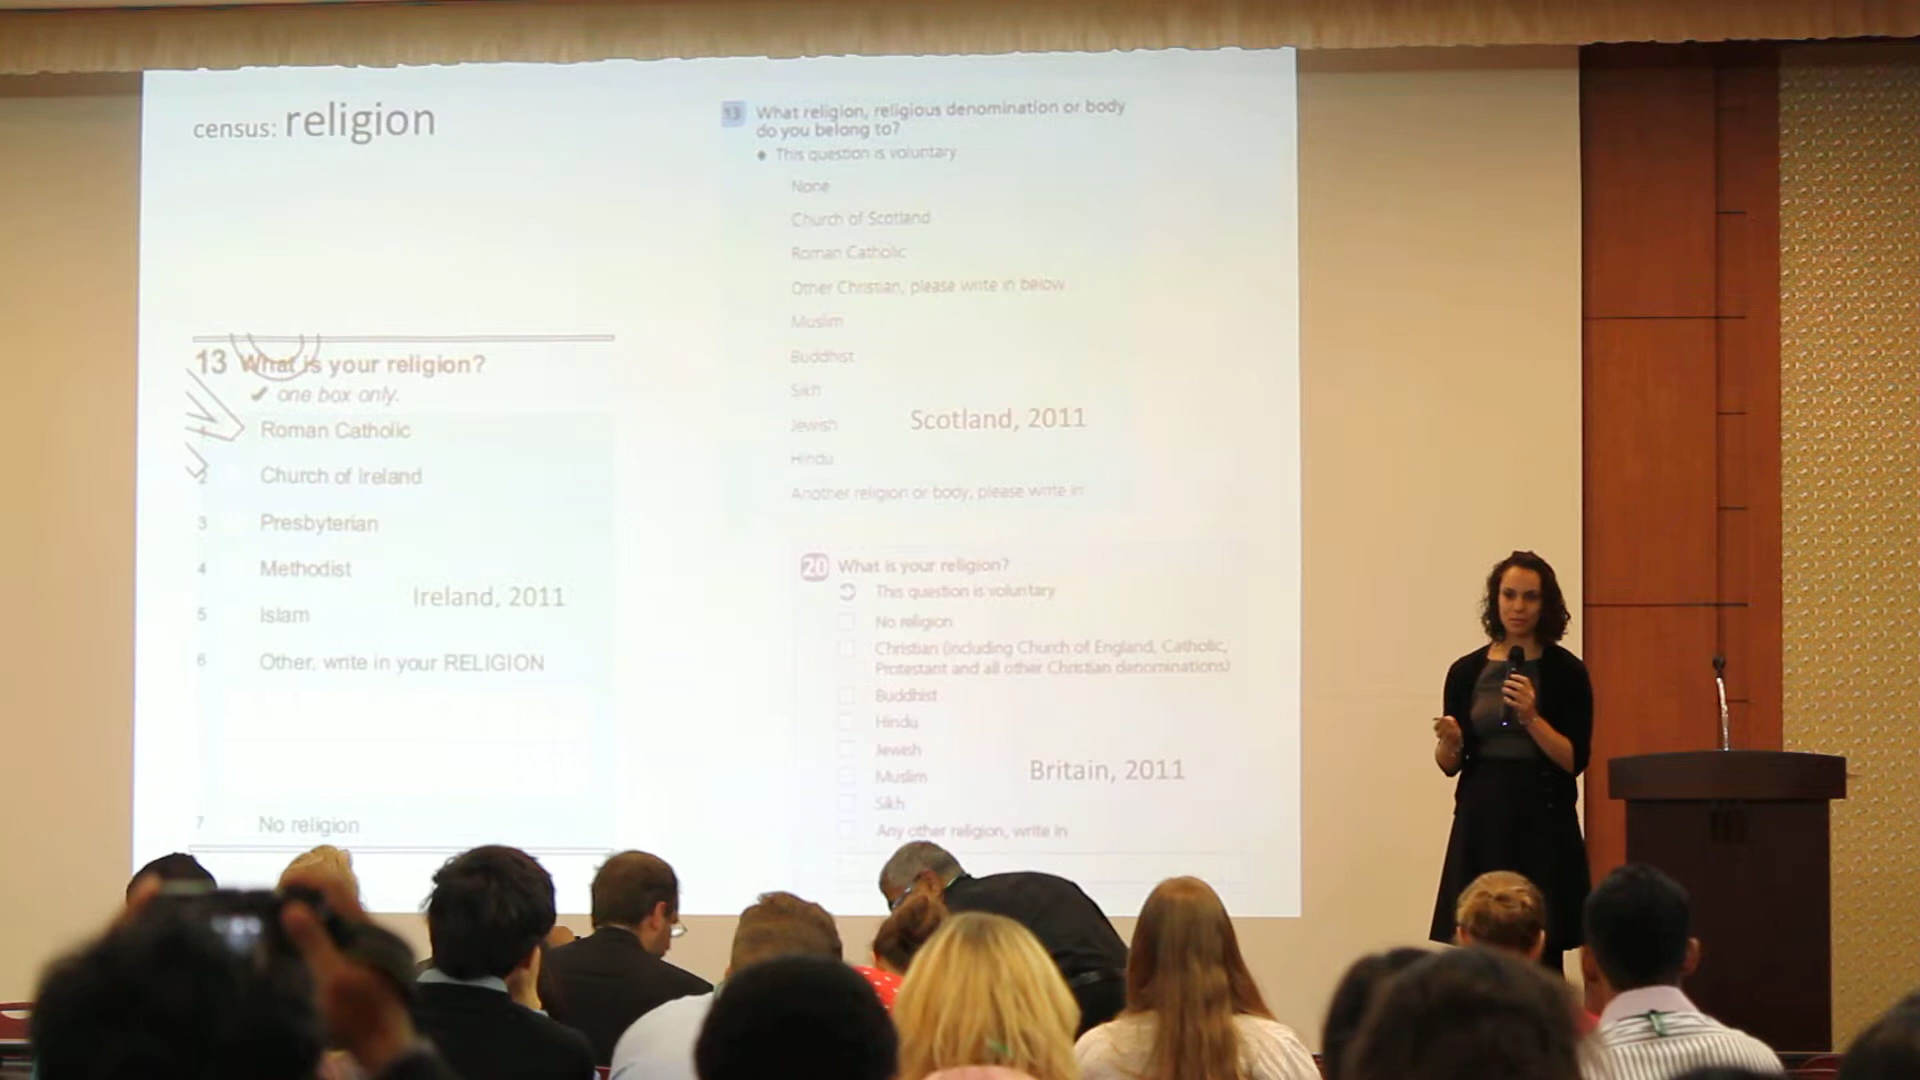 census: religion
13 What is your religion?
✓ one box only.
Roman Catholic
2 Church of Ireland
3 Presbyterian
4 Methodist
Ireland, 2011
5 Islam
6 Other, write in your RELIGION
7 No religion
13 What religion, religious denomination or body
do you belong to?
● This question is voluntary
None
Church of Scotland
Roman Catholic
Other Christian, please write in below
Muslim
Buddhist
Sikh
Jewish
Scotland, 2011
Hindu
Another religion or body, please write in
20 What is your religion?
This question is voluntary
No religion
Christian (including Church of England, Catholic,
Protestant and all other Christian denominations)
Buddhist
Hindu
Jewish
Muslim
Britain, 2011
Sikh
Any other religion, write in